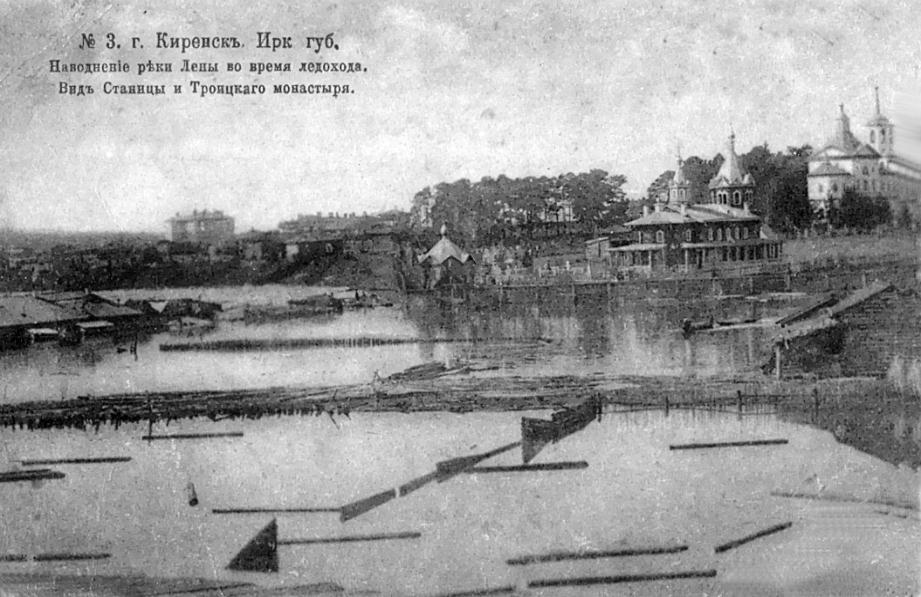 № 3. г. Киренскъ. Ирк губ.
Наводненіе рѣки Лены во время ледохода.
Видъ Станицы и Троицкаго монастыря.